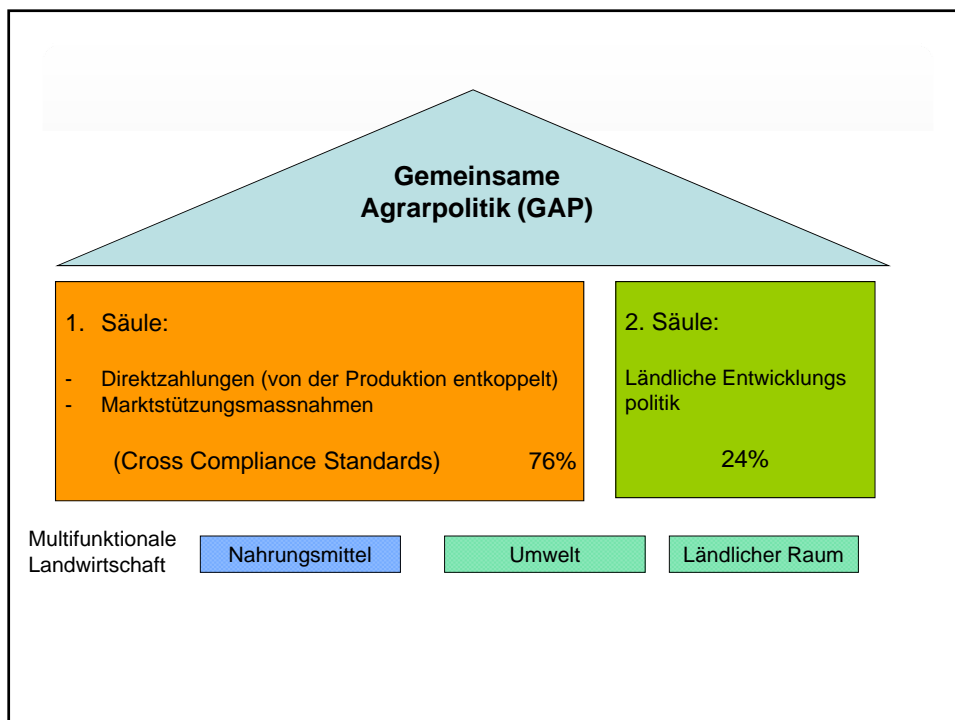 Gemeinsame
Agrarpolitik (GAP)
1. Säule:
- Direktzahlungen (von der Produktion entkoppelt)
- Marktstützungsmassnahmen
(Cross Compliance Standards) 76%
2. Säule:
Ländliche Entwicklungs
politik
24%
Multifunktionale
Landwirtschaft
Nahrungsmittel
Umwelt
Ländlicher Raum